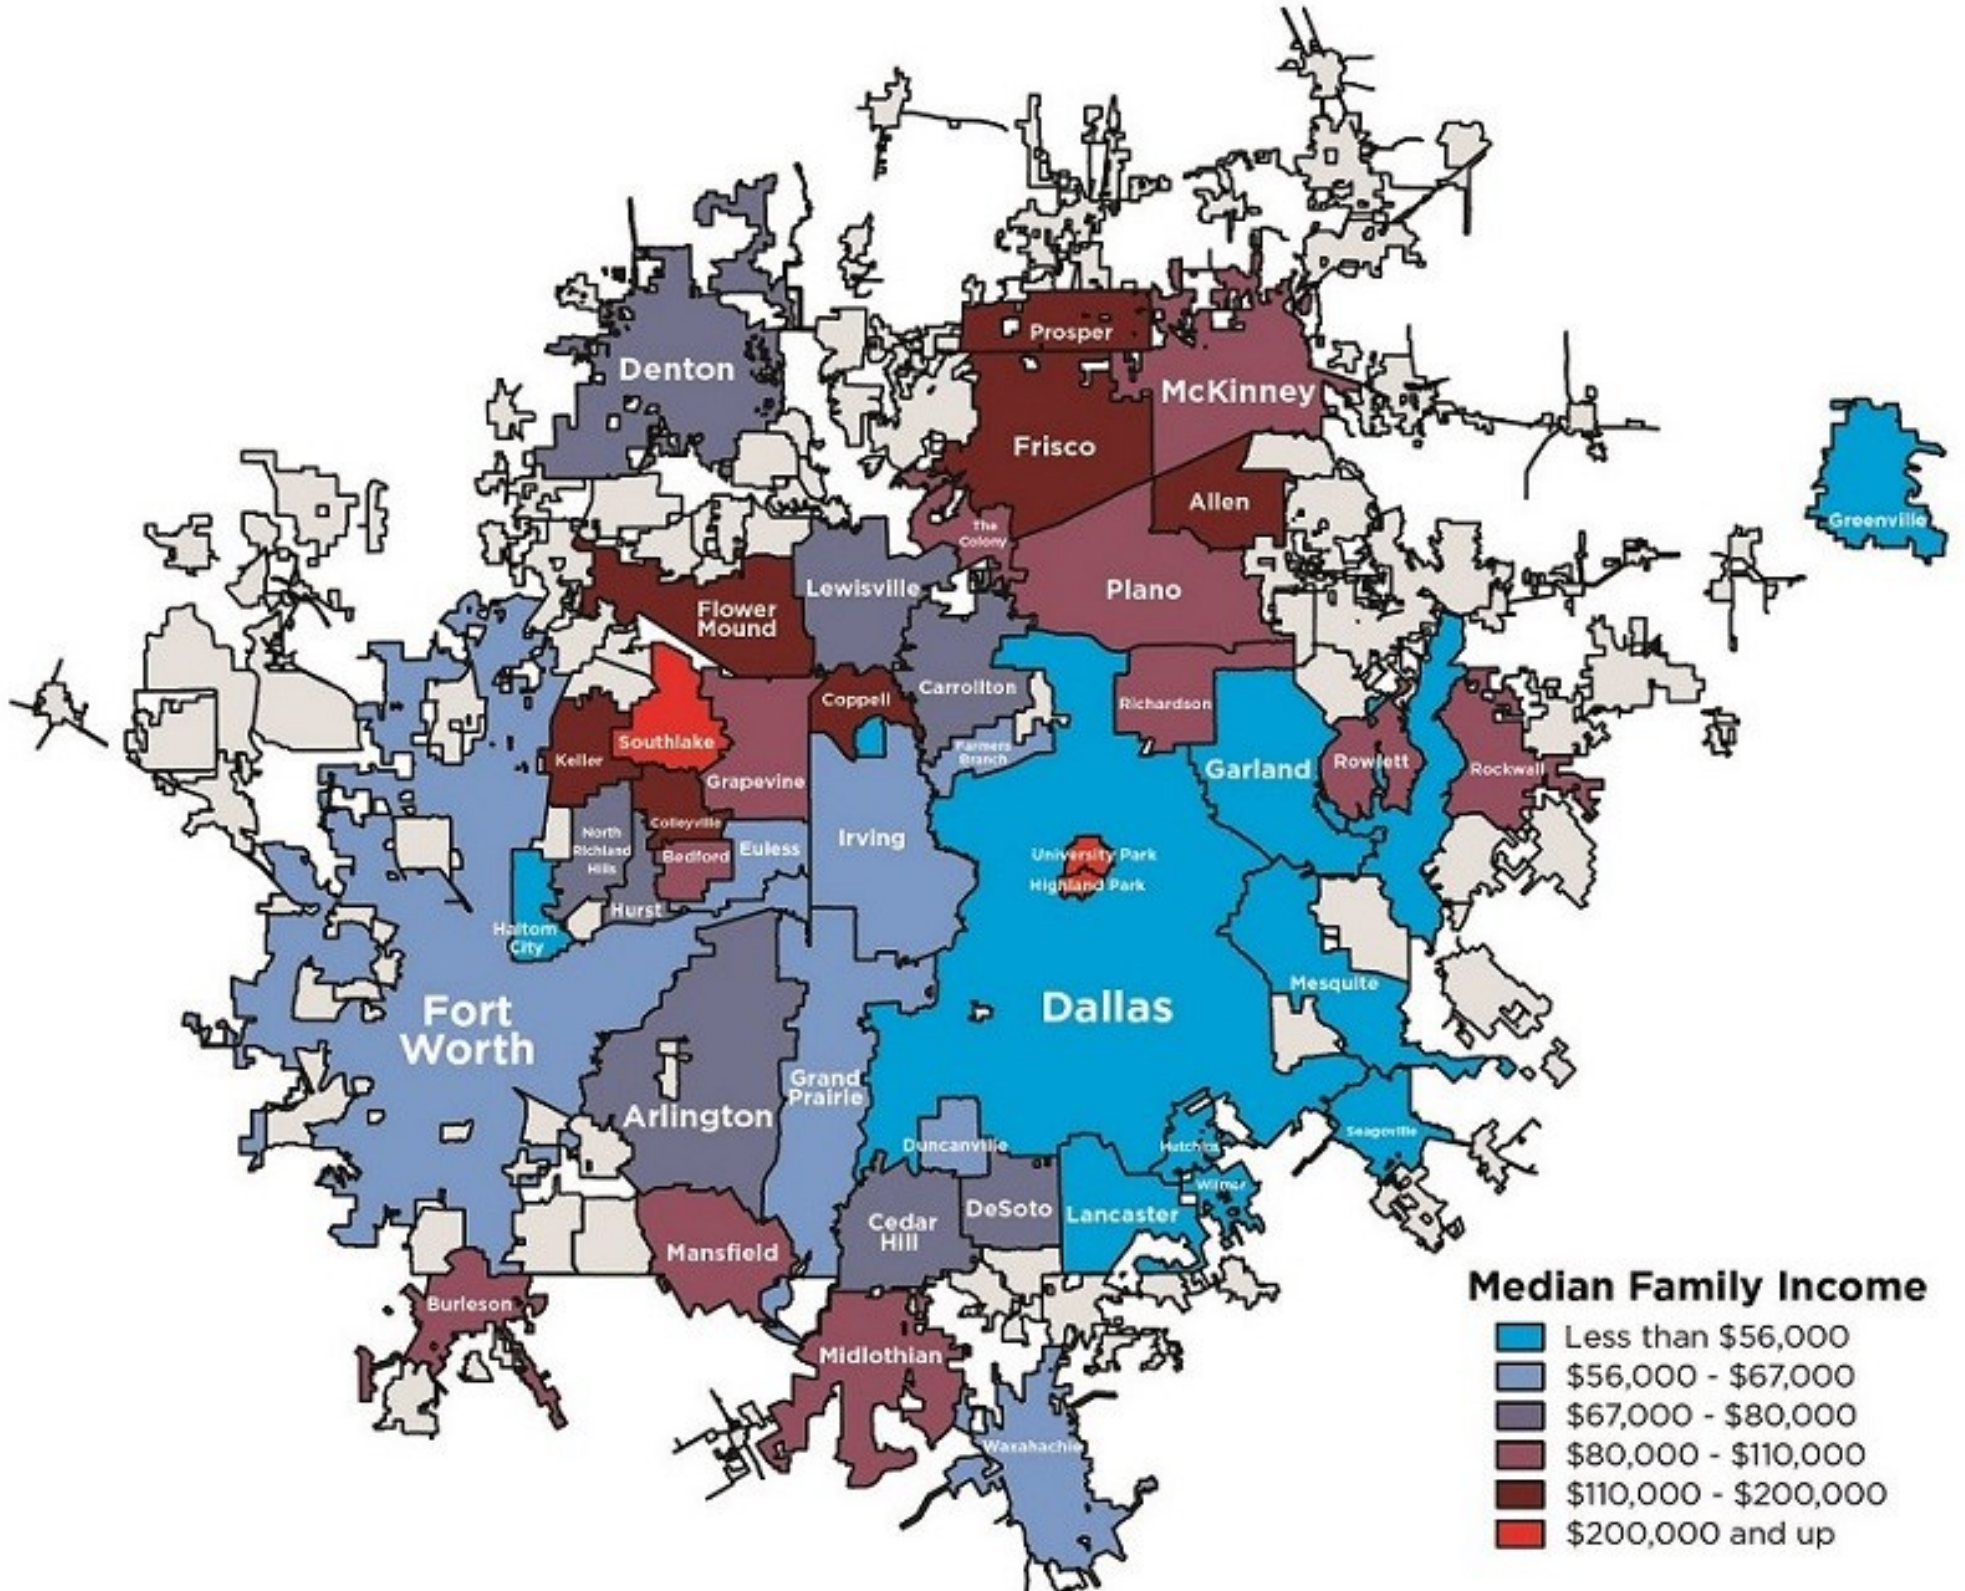 Prosper
Denton
McKinney
Frisco
Allen
Greenville
The
Colony
Lewisville
Plano
Flower
Mound
Carrollton
Coppell
Richardson
Southlake
Keller
Farmers
Branch
Garland
Rowlett
Rockwall
Grapevine
Colleyville
North
Richland
Hills
Irving
Euless
Bedford
University Park
Highland Park
Hurst
Haltom
City
Mesquite
Fort
Worth
Dallas
Grand
Prairie
Arlington
Duncanville
Seagoville
Hutchins
Wilmer
DeSoto
Lancaster
Cedar
Hill
Mansfield
Burleson
Midlothian
Waxahachie
Median Family Income
Less than $56,000
$56,000 - $67,000
$67,000 - $80,000
$80,000 - $110,000
$110,000 - $200,000
$200,000 and up